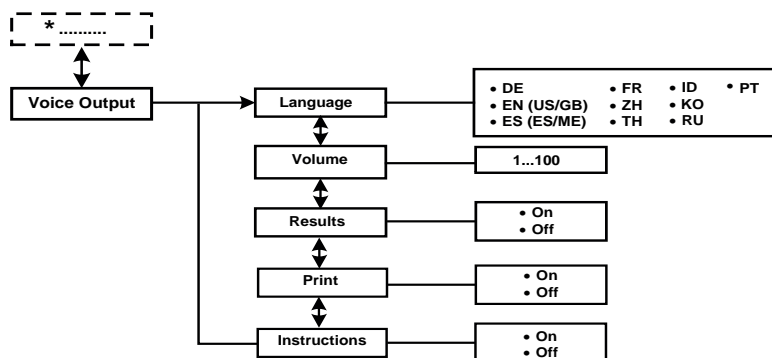 * ..........
Voice Output
Language
• DE
• EN (US/GB)
• ES (ES/ME)
• FR
• ZH
• TH
• ID
• KO
• RU
• PT
Volume
1...100
Results
• On
• Off
Print
• On
• Off
Instructions
• On
• Off